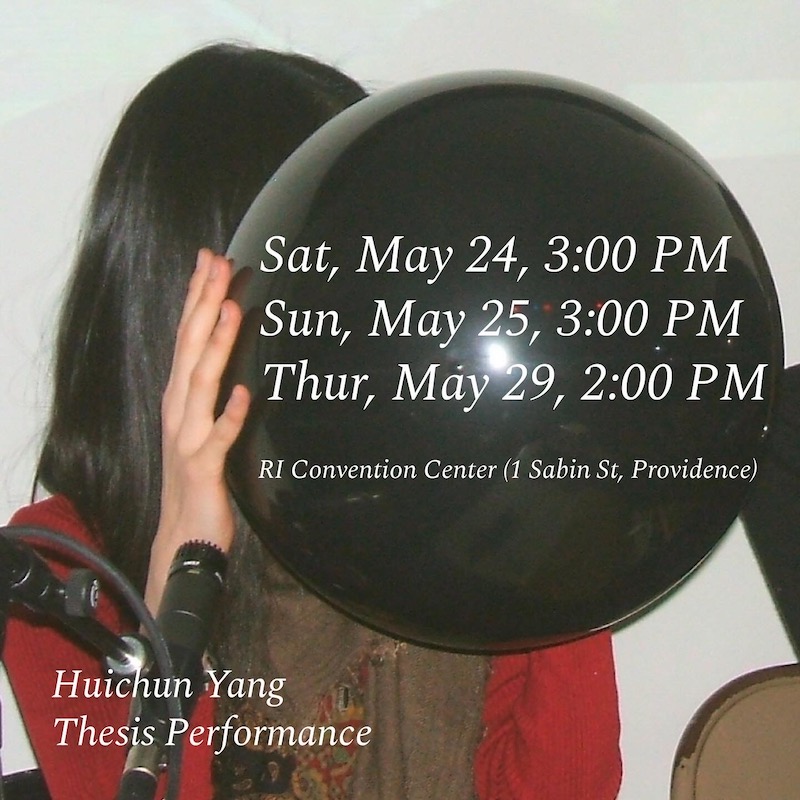 Sat, May 24, 3:00 PM
Sun, May 25, 3:00 PM
Thur, May 29, 2:00 PM
RI Convention Center (1 Sabin St, Providence)
Huichun Yang
Thesis Performance